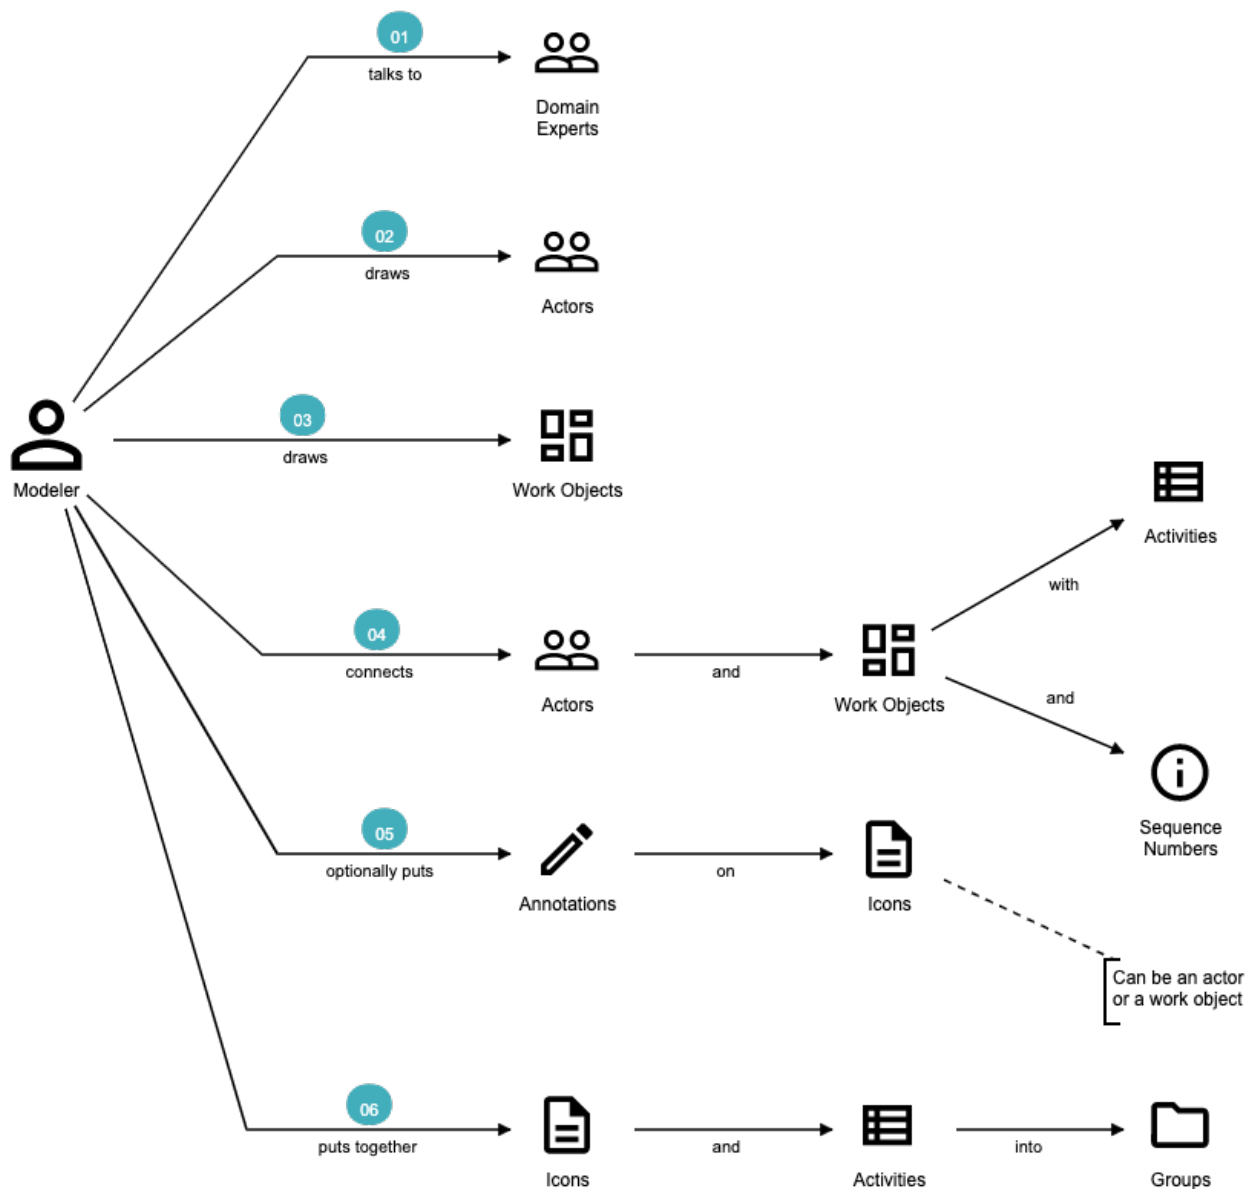 01
talks to
Domain
Experts
02
draws
Actors
03
draws
Modeler
Work Objects
Activities
with
04
connects
Actors
and
Work Objects
and
Sequence
Numbers
05
optionally puts
Annotations
on
Icons
Can be an actor
or a work object
06
puts together
Icons
and
Activities
into
Groups